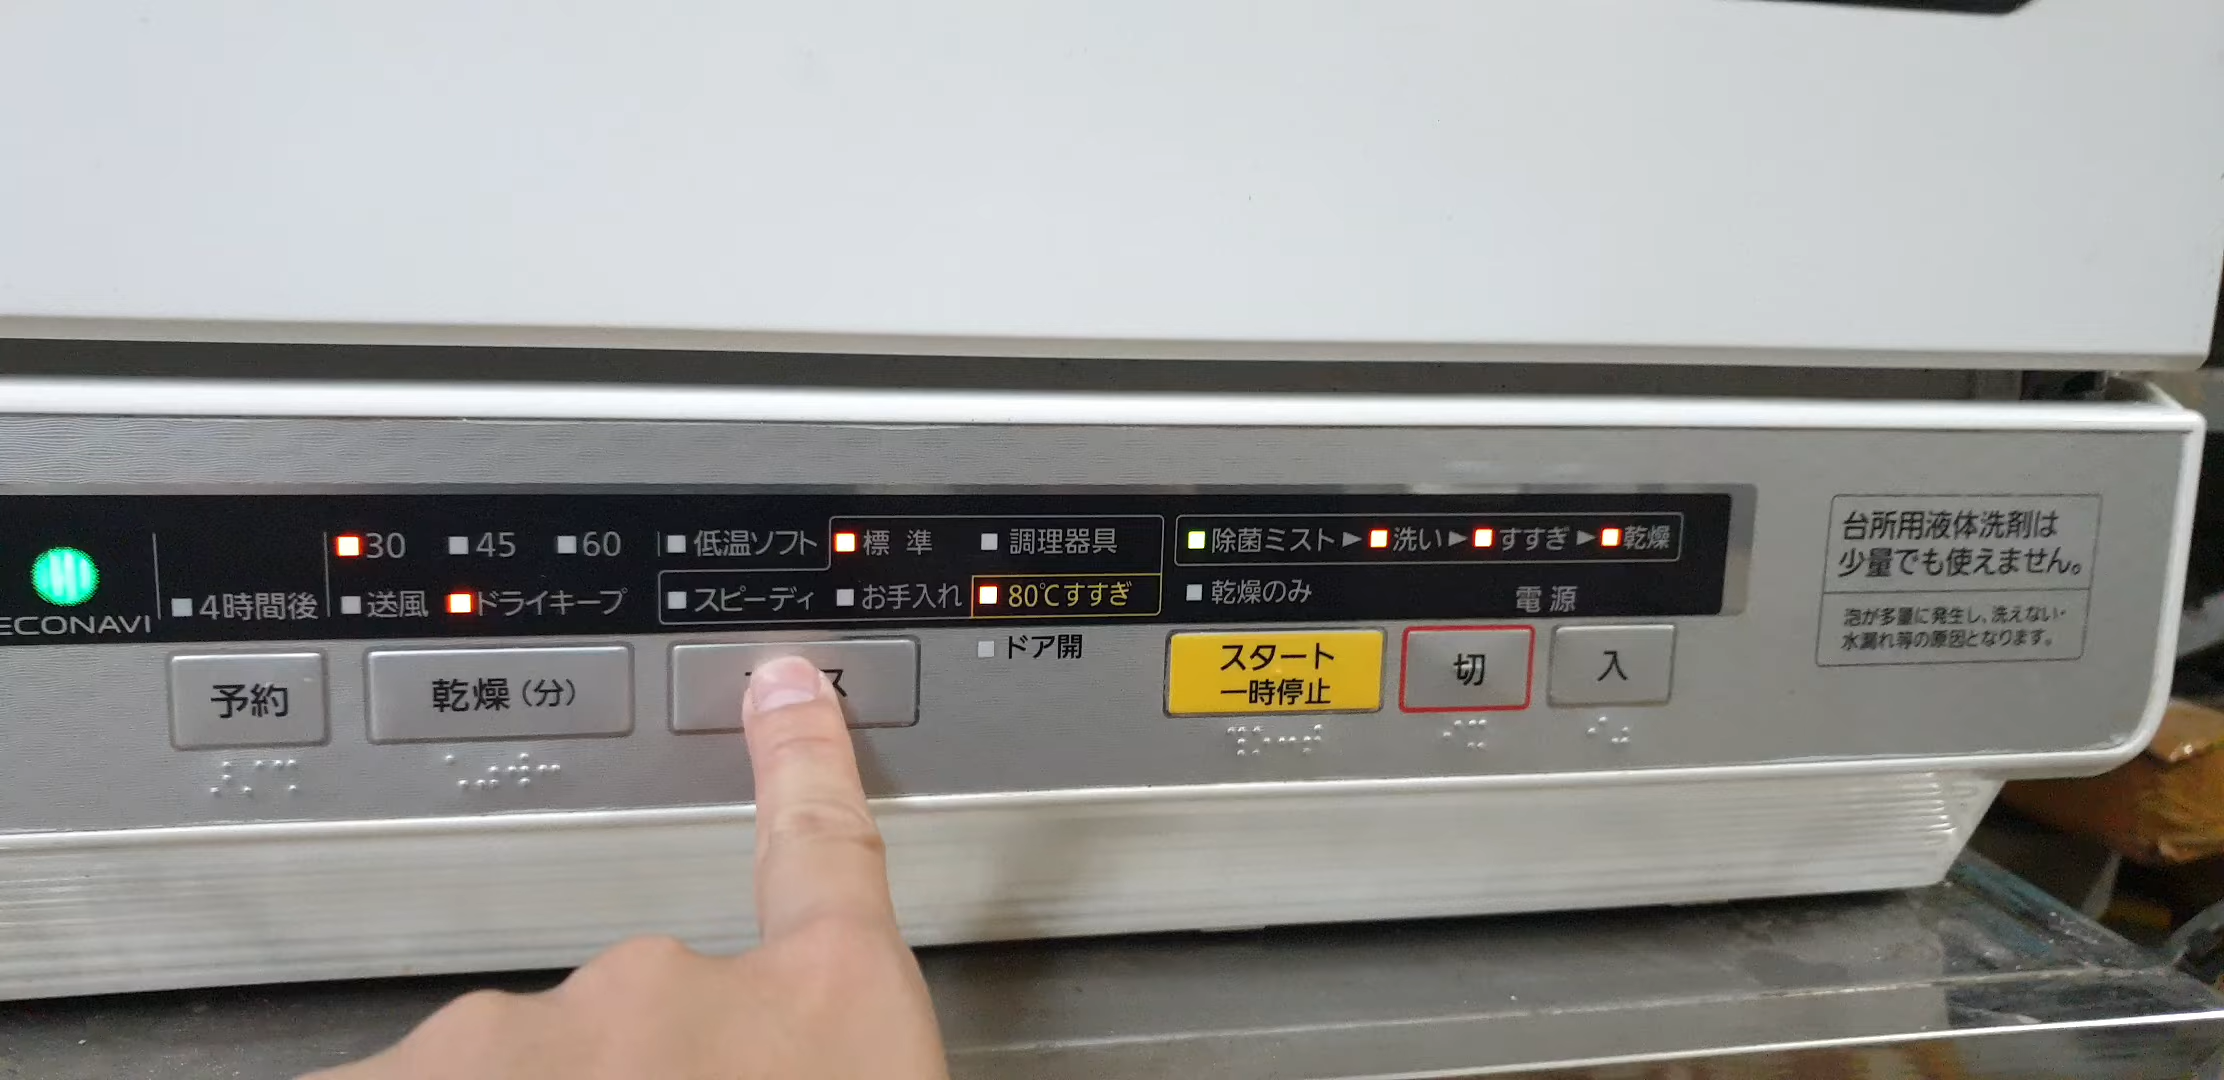 ECONAVI
4時間後
30 45 60
送風 ドライキープ
低温ソフト 標準 調理器具
スピーディ お手入れ 80℃すすぎ
ドア開
除菌ミスト▶洗い▶すすぎ▶乾燥
乾燥のみ
電源
予約
乾燥(分)
ス
スタート
一時停止
切
入
台所用液体洗剤は
少量でも使えません。
泡が多量に発生し、洗えない・
水漏れ等の原因となります。